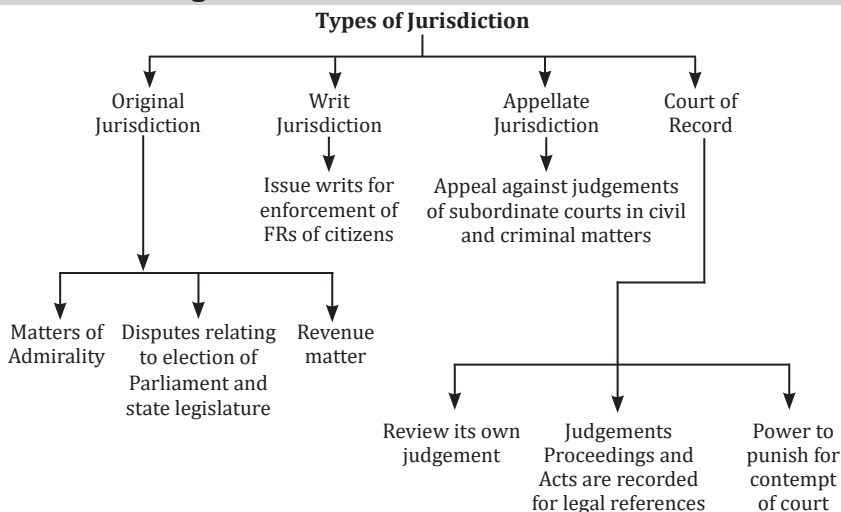 Types of Jurisdiction
Original
Jurisdiction
Writ
Jurisdiction
Appellate
Jurisdiction
Court of
Record
Issue writs for
enforcement of
FRs of citizens
Appeal against judgements
of subordinate courts in civil
and criminal matters
Matters of
Admirality
Disputes relating
to election of
Parliament and
state legislature
Revenue
matter
Review its own
judgement
Judgements
Proceedings and
Acts are recorded
for legal references
Power to
punish for
contempt
of court